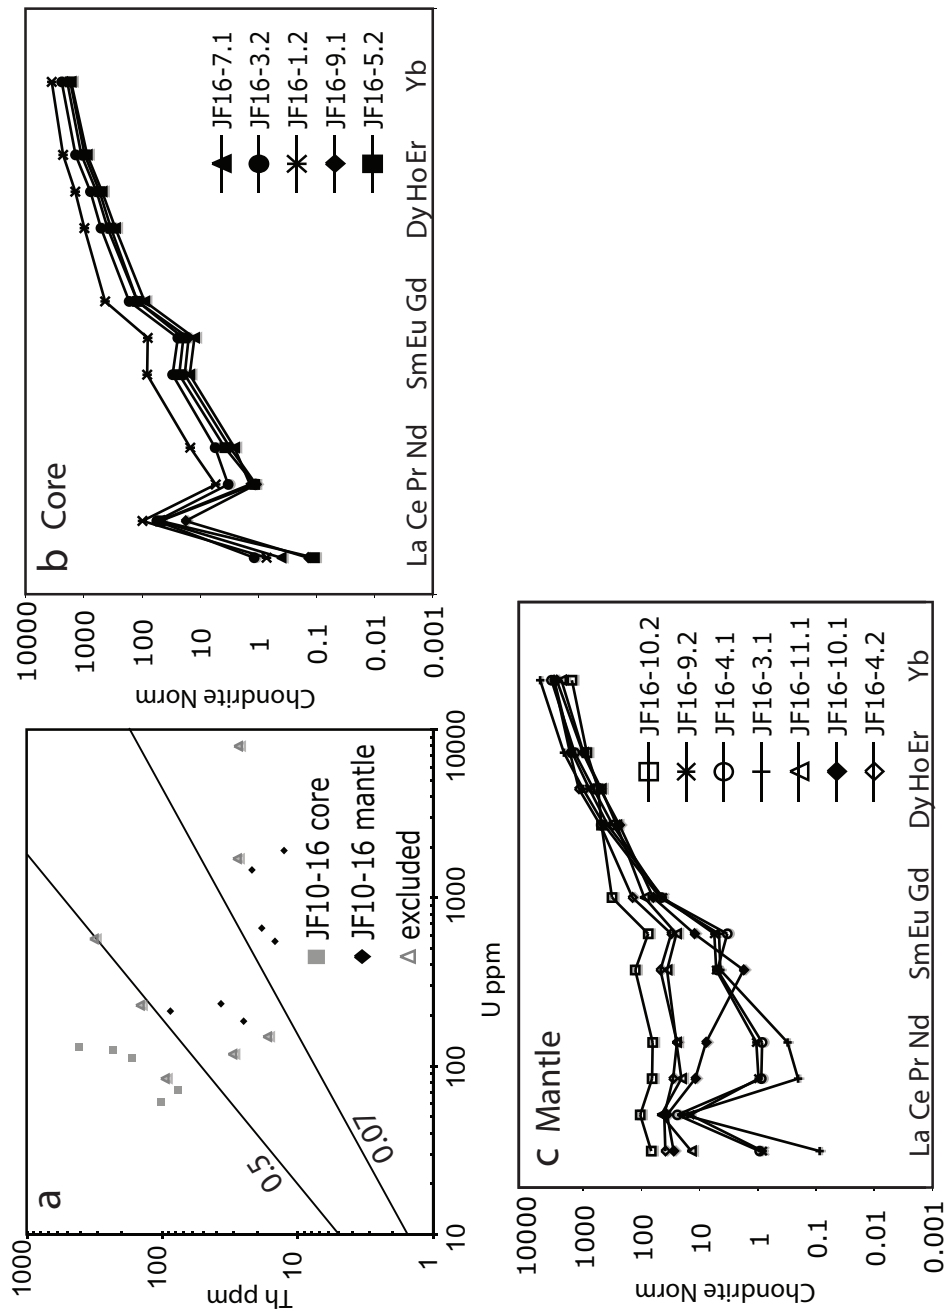 a
1000
100
10
1
Th ppm
0.5
0.07
JF10-16 core
JF10-16 mantle
excluded
10
100
1000
10000
U ppm
b Core
10000
1000
100
10
1
0.1
0.01
0.001
Chondrite Norm
JF16-7.1
JF16-3.2
JF16-1.2
JF16-9.1
JF16-5.2
La Ce Pr Nd Sm Eu Gd Dy Ho Er Yb
c Mantle
10000
1000
100
10
1
0.1
0.01
0.001
Chondrite Norm
JF16-10.2
JF16-9.2
JF16-4.1
JF16-3.1
JF16-11.1
JF16-10.1
JF16-4.2
La Ce Pr Nd Sm Eu Gd Dy Ho Er Yb